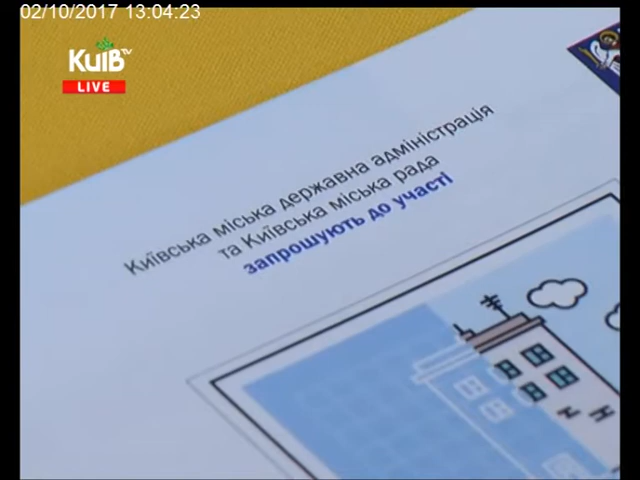 02/10/2017 13:04:23
КиїВ TV
LIVE
Київська міська державна адміністрація
та Київська міська рада
запрошують до участі